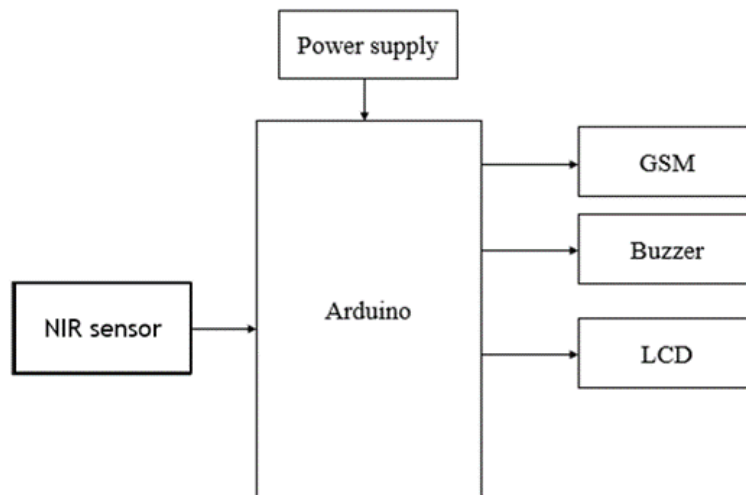 Power supply
GSM
Buzzer
NIR sensor
Arduino
LCD